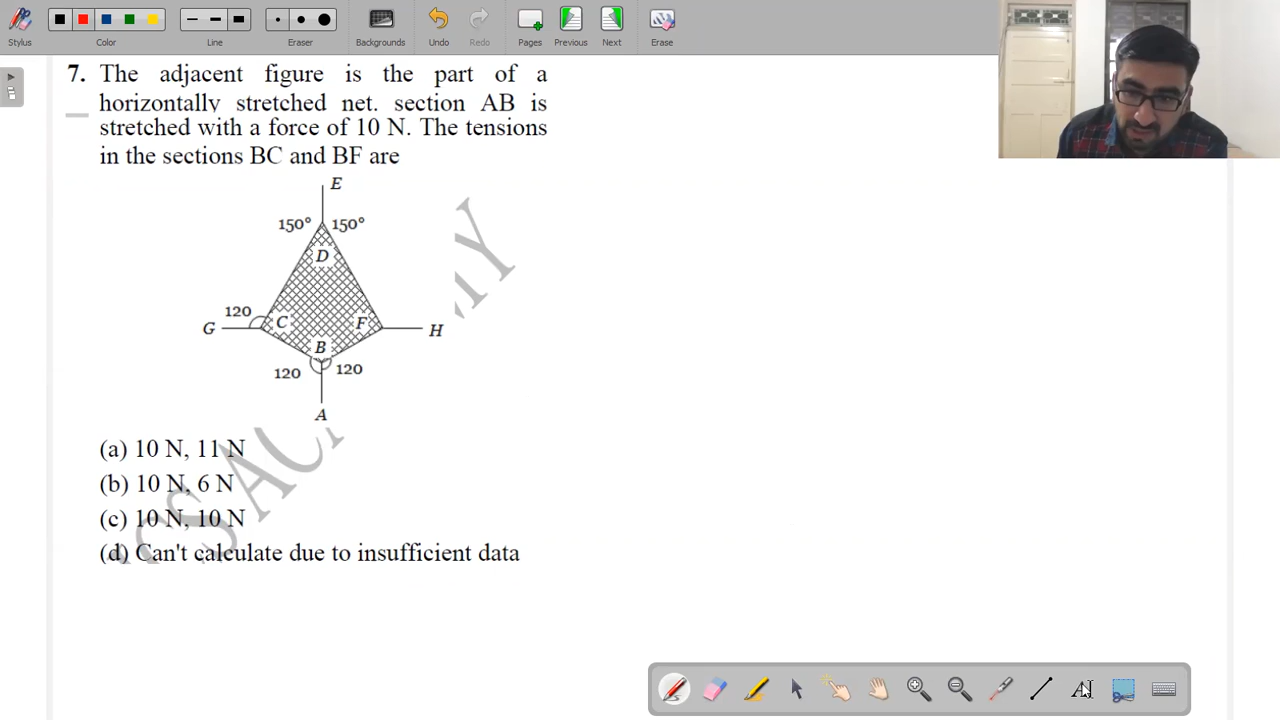 Stylus Color Line Eraser Backgrounds Undo Redo Pages Previous Next Erase
7. The adjacent figure is the part of a
horizontally stretched net. section AB is
stretched with a force of 10 N. The tensions
in the sections BC and BF are
E
150° 150°
D
120
G C F H
B
120 120
A
(a) 10 N, 11 N
(b) 10 N, 6 N
(c) 10 N, 10 N
(d) Can't calculate due to insufficient data